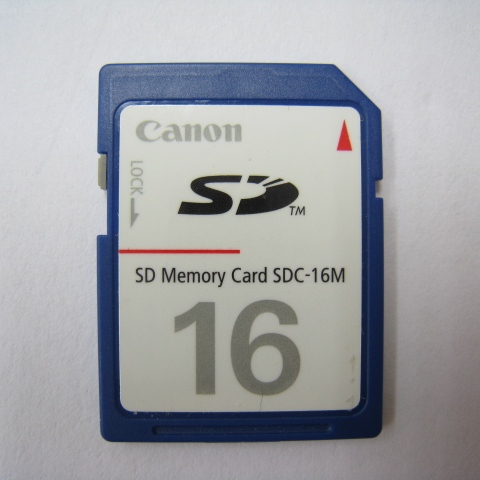 Canon
LOCK
SD
TM
SD Memory Card SDC-16M
16